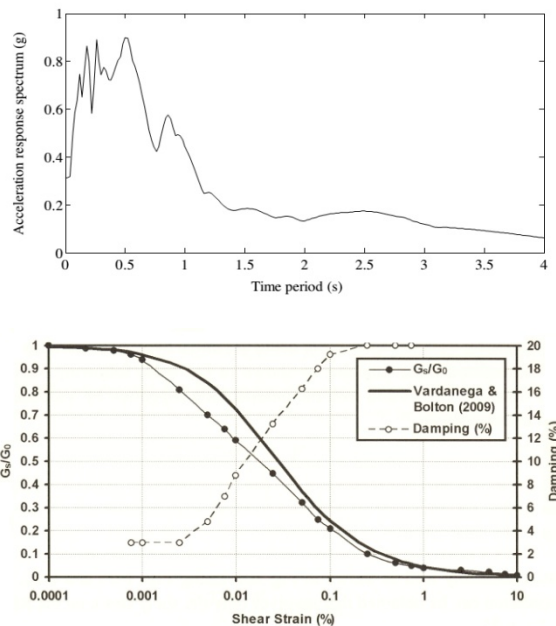 Acceleration response spectrum (g)
1
0.8
0.6
0.4
0.2
0
0 0.5 1 1.5 2 2.5 3 3.5 4
Time period (s)
Gs/G0
1
0.9
0.8
0.7
0.6
0.5
0.4
0.3
0.2
0.1
0
Gs/G0
Vardanega &
Bolton (2009)
Damping (%)
20
18
16
14
12
10
8
6
4
2
0
Damping (%)
0.0001 0.001 0.01 0.1 1 10
Shear Strain (%)